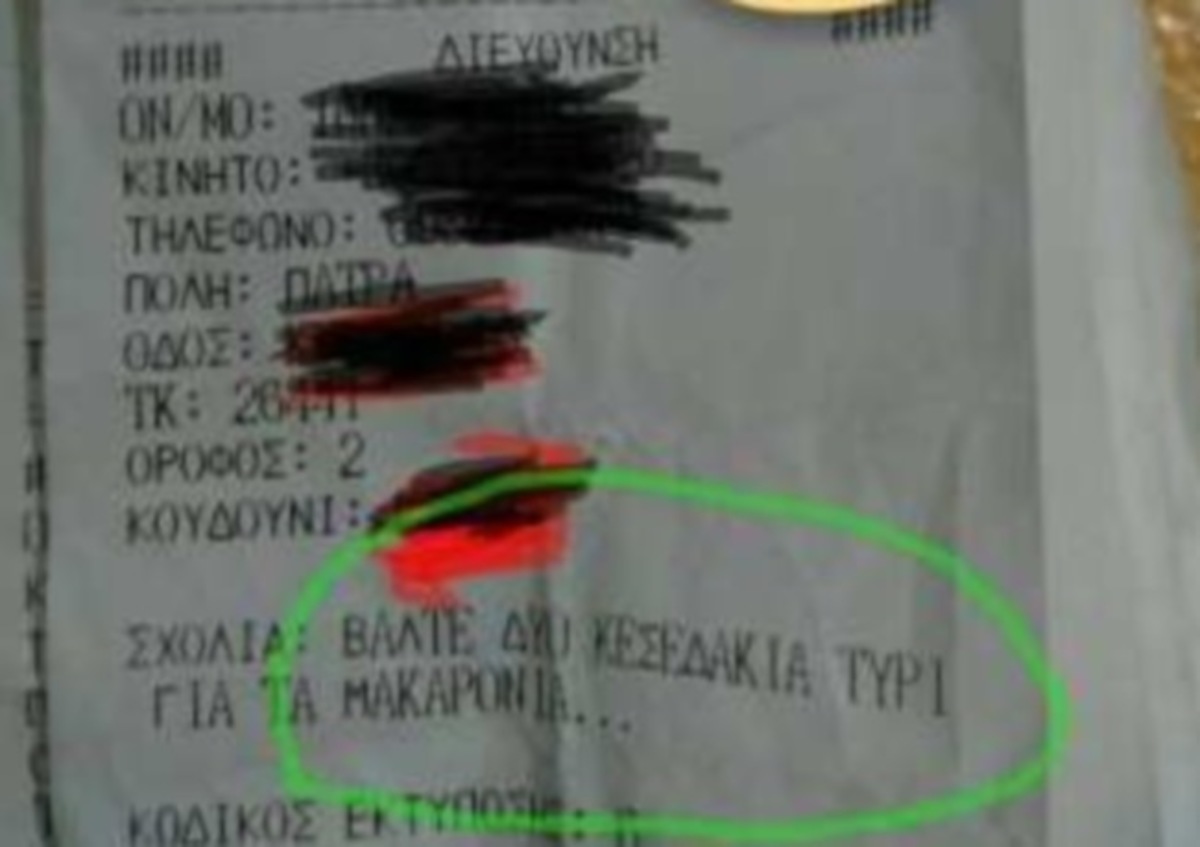 #### ΔΙΕΥΘΥΝΣΗ ####
ΟΝ/ΜΟ:
ΚΙΝΗΤΟ:
ΤΗΛΕΦΩΝΟ:
ΠΟΛΗ: ΠΑΤΡΑ
ΟΔΟΣ:
ΤΚ: 26441
ΟΡΟΦΟΣ: 2
ΚΟΥΔΟΥΝΙ:
ΣΧΟΛΙΑ: ΒΑΛΤΕ ΔΥΟ ΚΕΣΕΔΑΚΙΑ ΤΥΡΙ
ΓΙΑ ΤΑ ΜΑΚΑΡΟΝΙΑ...
ΚΩΔΙΚΟΣ ΕΚΤΥΠΩΣΗΣ: